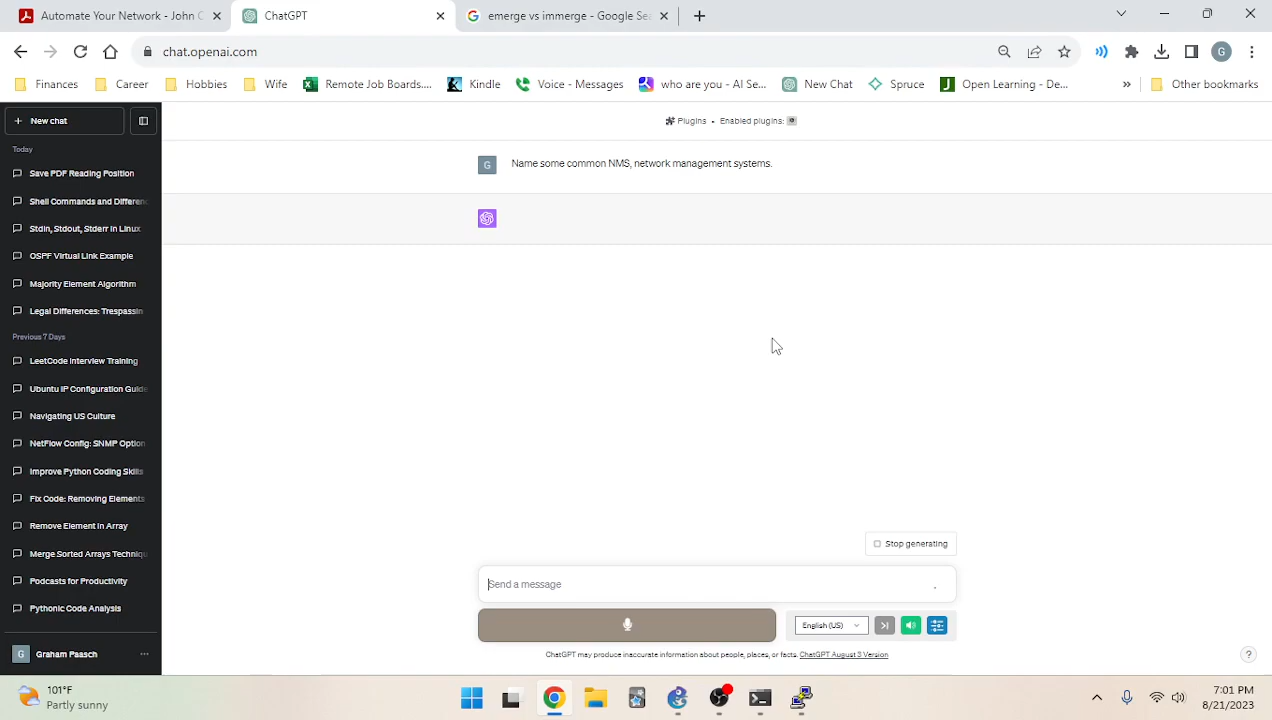 Automate Your Network - John C
ChatGPT
emerge vs immerge - Google Sea
chat.openai.com
G
Finances
Career
Hobbies
Wife
Remote Job Boards....
Kindle
Voice - Messages
who are you - AI Se...
New Chat
Spruce
Open Learning - De...
»
Other bookmarks
New chat
Plugins • Enabled plugins:
Today
Save PDF Reading Position
Shell Commands and Differenc
Stdin, Stdout, Stderr in Linux
OSPF Virtual Link Example
Majority Element Algorithm
Legal Differences: Trespassin
Previous 7 Days
LeetCode Interview Training
Ubuntu IP Configuration Guide
Navigating US Culture
NetFlow Config: SNMP Option
Improve Python Coding Skills
Fix Code: Removing Elements
Remove Element in Array
Merge Sorted Arrays Techniqu
Podcasts for Productivity
Pythonic Code Analysis
G
Graham Paasch
G
Name some common NMS, network management systems.
Stop generating
Send a message
English (US)
ChatGPT may produce inaccurate information about people, places, or facts. ChatGPT August 3 Version
?
101°F
Partly sunny
7:01 PM
8/21/2023